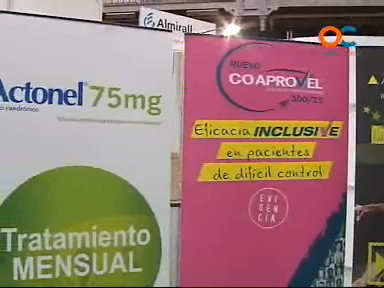 Almirall
Actonel 75mg
Tratamiento
MENSUAL
NUEVO
COAPROVEL
300/25
Eficacia INCLUSIVE
en pacientes
de difícil control
EVI
DEN
CIA